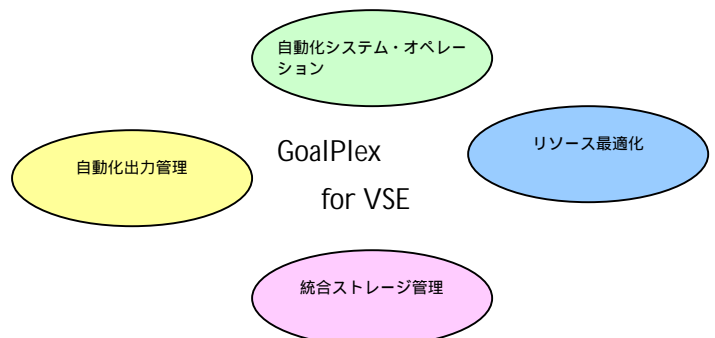 自動化システム・オペレー
ション
リソース最適化
GoalPlex
自動化出力管理
for VSE
統合ストレージ管理